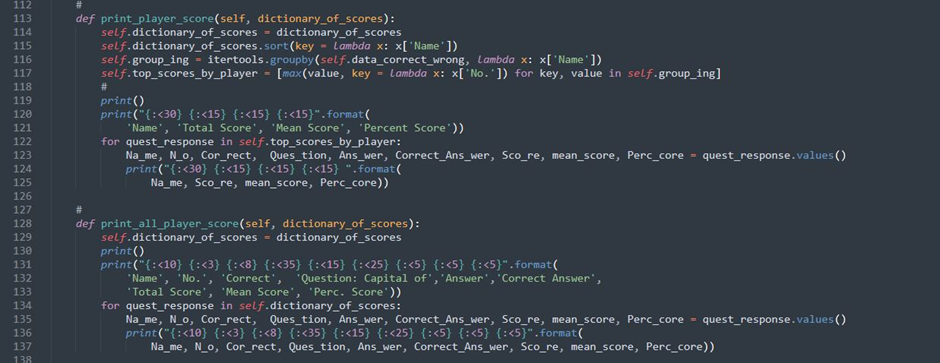 112 #
113 def print_player_score(self, dictionary_of_scores):
114 self.dictionary_of_scores = dictionary_of_scores
115 self.dictionary_of_scores.sort(key = lambda x: x['Name'])
116 self.group_ing = itertools.groupby(self.data_correct_wrong, lambda x: x['Name'])
117 self.top_scores_by_player = [max(value, key = lambda x: x['No.']) for key, value in self.group_ing]
118 #
119 print()
120 print("{:<30} {:<15} {:<15} {:<15}".format(
121 'Name', 'Total Score', 'Mean Score', 'Percent Score'))
122 for quest_response in self.top_scores_by_player:
123 Na_me, N_o, Cor_rect,  Ques_tion, Ans_wer, Correct_Ans_wer, Sco_re, mean_score, Perc_core = quest_response.values()
124 print("{:<30} {:<15} {:<15} {:<15} ".format(
125 Na_me, Sco_re, mean_score, Perc_core))
126
127 #
128 def print_all_player_score(self, dictionary_of_scores):
129 self.dictionary_of_scores = dictionary_of_scores
130 print()
131 print("{:<10} {:<3} {:<8} {:<35} {:<15} {:<25} {:<5} {:<5} {:<5}".format(
132 'Name', 'No.', 'Correct',  'Question: Capital of','Answer','Correct Answer',
133 'Total Score', 'Mean Score', 'Perc. Score'))
134 for quest_response in self.dictionary_of_scores:
135 Na_me, N_o, Cor_rect,  Ques_tion, Ans_wer, Correct_Ans_wer, Sco_re, mean_score, Perc_core = quest_response.values()
136 print("{:<10} {:<3} {:<8} {:<35} {:<15} {:<25} {:<5} {:<5} {:<5}".format(
137 Na_me, N_o, Cor_rect, Ques_tion, Ans_wer, Correct_Ans_wer, Sco_re, mean_score, Perc_core))
138